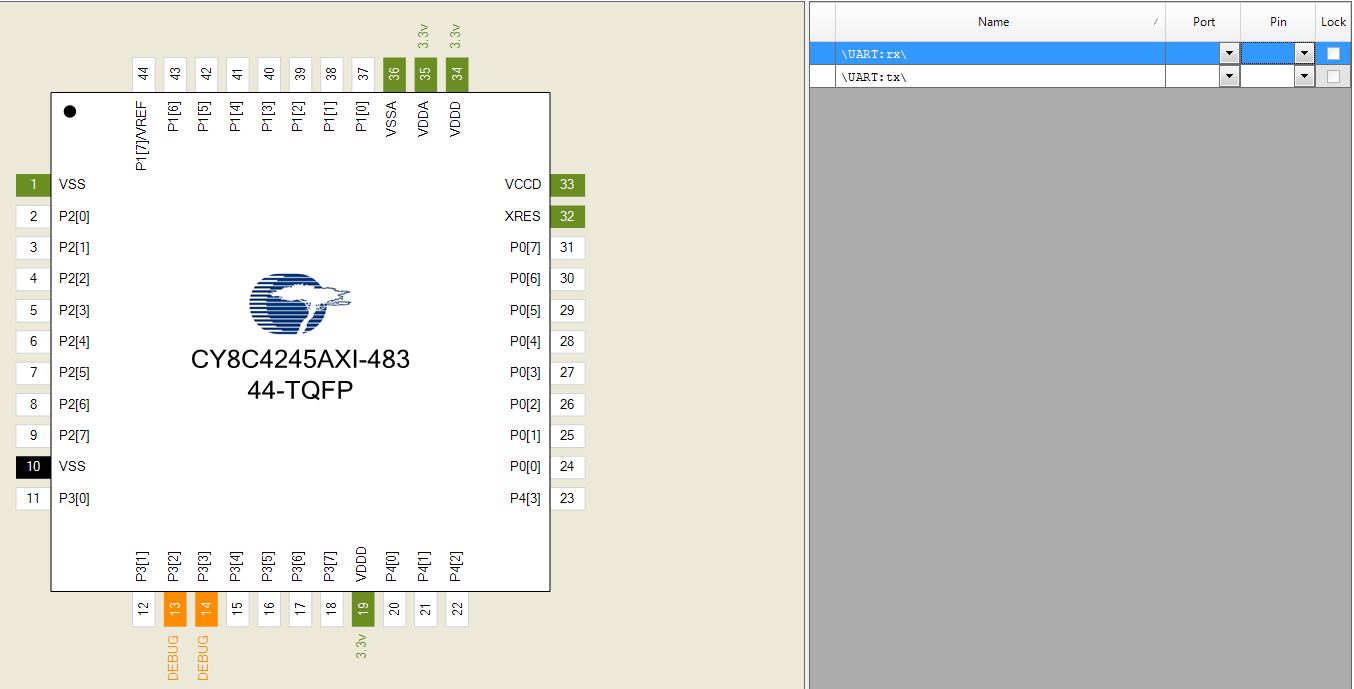 3.3v
3.3v
44
43
42
41
40
39
38
37
36
35
34
P1[7]/VREF
P1[6]
P1[5]
P1[4]
P1[3]
P1[2]
P1[1]
P1[0]
VSSA
VDDA
VDDD
1 VSS
2 P2[0]
3 P2[1]
4 P2[2]
5 P2[3]
6 P2[4]
7 P2[5]
8 P2[6]
9 P2[7]
10 VSS
11 P3[0]
CY8C4245AXI-483
44-TQFP
VCCD 33
XRES 32
P0[7] 31
P0[6] 30
P0[5] 29
P0[4] 28
P0[3] 27
P0[2] 26
P0[1] 25
P0[0] 24
P4[3] 23
P3[1]
P3[2]
P3[3]
P3[4]
P3[5]
P3[6]
P3[7]
VDDD
P4[0]
P4[1]
P4[2]
12
13
14
15
16
17
18
19
20
21
22
DEBUG
DEBUG
3.3v
Name Port Pin Lock
\UART:rx\
\UART:tx\